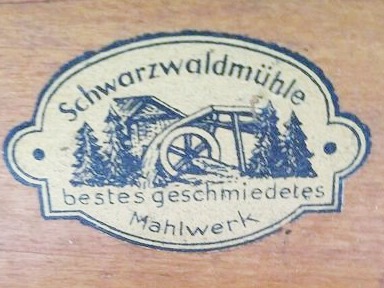 Schwarzwaldmühle
bestes geschmiedetes
Mahlwerk